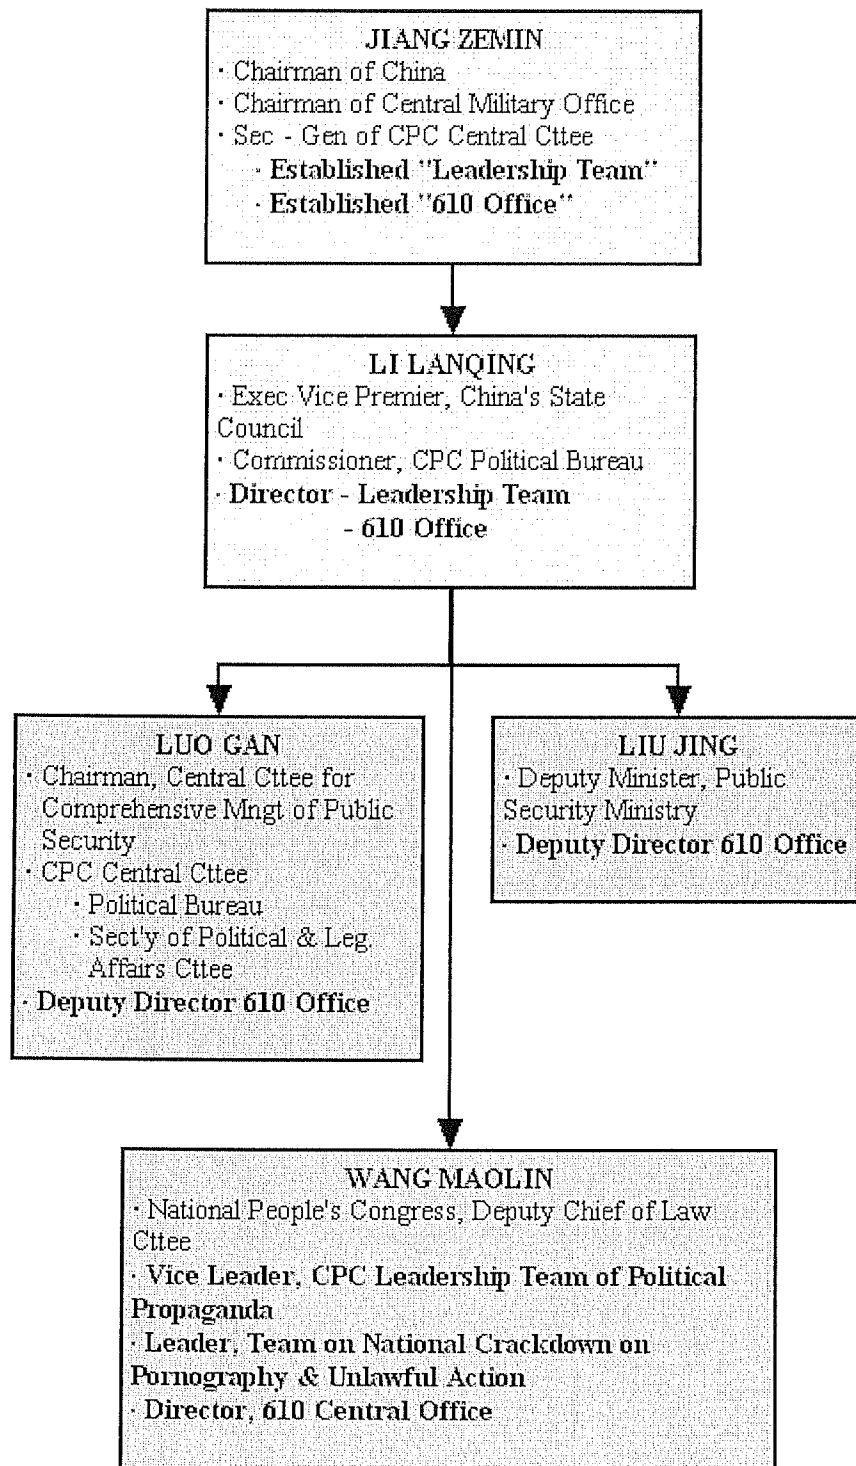 JIANG ZEMIN
· Chairman of China
· Chairman of Central Military Office
· Sec - Gen of CPC Central Cttee
· Established "Leadership Team"
· Established "610 Office"
LI LANQING
· Exec Vice Premier, China's State
Council
· Commissioner, CPC Political Bureau
· Director - Leadership Team
- 610 Office
LUO GAN
· Chairman, Central Cttee for
Comprehensive Mngt of Public
Security
· CPC Central Cttee
· Political Bureau
· Sect'y of Political & Leg.
Affairs Cttee
· Deputy Director 610 Office
LIU JING
· Deputy Minister, Public
Security Ministry
· Deputy Director 610 Office
WANG MAOLIN
· National People's Congress, Deputy Chief of Law
Cttee
· Vice Leader, CPC Leadership Team of Political
Propaganda
· Leader, Team on National Crackdown on
Pornography & Unlawful Action
· Director, 610 Central Office